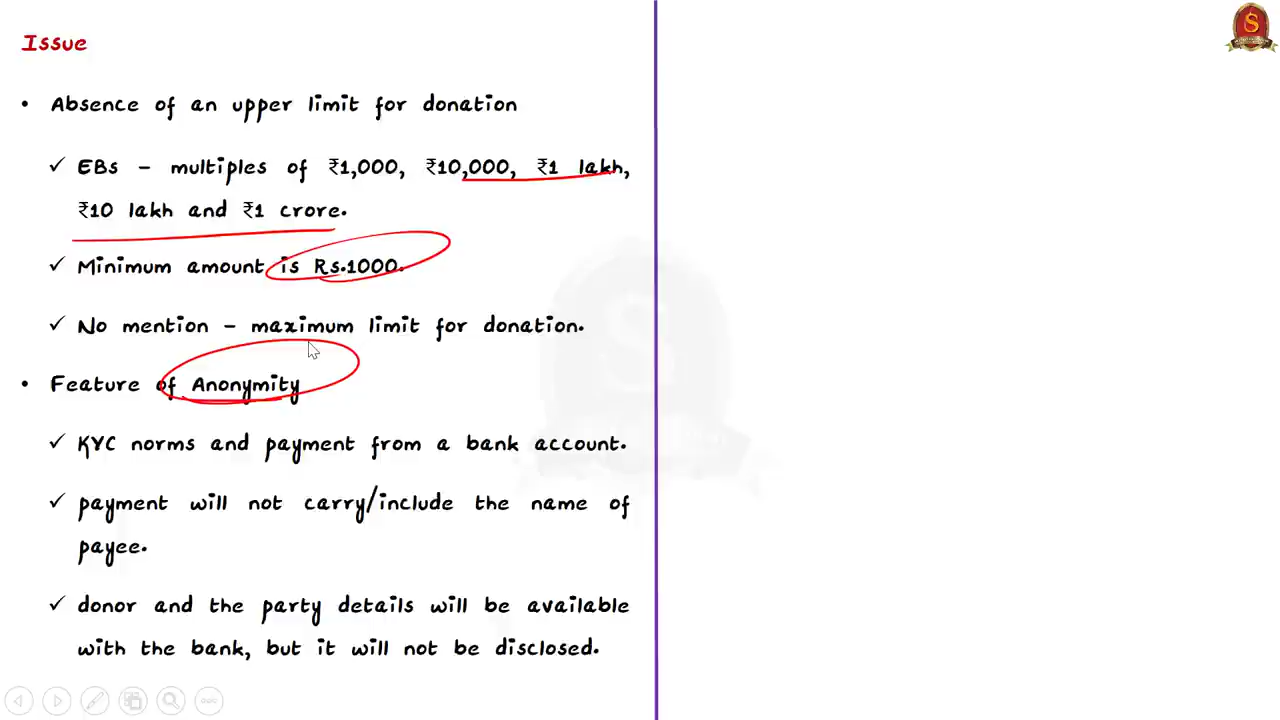 Issue
• Absence of an upper limit for donation
✓ EBs – multiples of ₹1,000, ₹10,000, ₹1 lakh,
₹10 lakh and ₹1 crore.
✓ Minimum amount is Rs.1000.
✓ No mention – maximum limit for donation.
• Feature of Anonymity
✓ KYC norms and payment from a bank account.
✓ payment will not carry/include the name of
payee.
✓ donor and the party details will be available
with the bank, but it will not be disclosed.